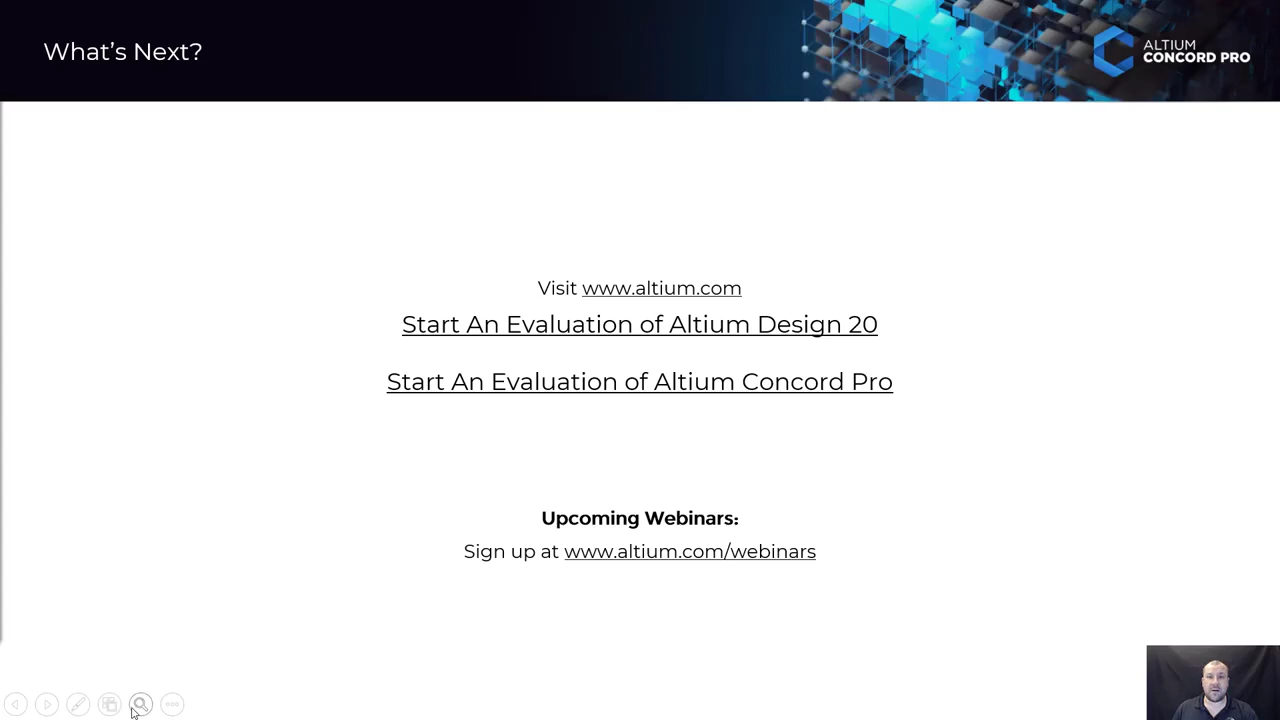 What's Next?
ALTIUM
CONCORD PRO
Visit www.altium.com
Start An Evaluation of Altium Design 20
Start An Evaluation of Altium Concord Pro
Upcoming Webinars:
Sign up at www.altium.com/webinars